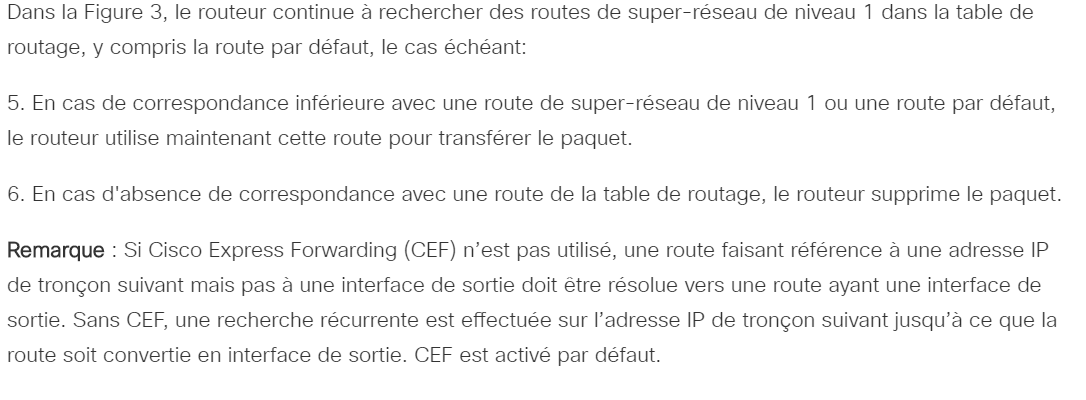 Dans la Figure 3, le routeur continue à rechercher des routes de super-réseau de niveau 1 dans la table de
routage, y compris la route par défaut, le cas échéant:
5. En cas de correspondance inférieure avec une route de super-réseau de niveau 1 ou une route par défaut,
le routeur utilise maintenant cette route pour transférer le paquet.
6. En cas d'absence de correspondance avec une route de la table de routage, le routeur supprime le paquet.
Remarque : Si Cisco Express Forwarding (CEF) n’est pas utilisé, une route faisant référence à une adresse IP
de tronçon suivant mais pas à une interface de sortie doit être résolue vers une route ayant une interface de
sortie. Sans CEF, une recherche récurrente est effectuée sur l’adresse IP de tronçon suivant jusqu’à ce que la
route soit convertie en interface de sortie. CEF est activé par défaut.